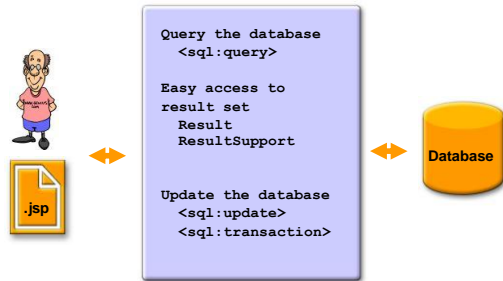 Query the database
<sql:query>
Easy access to
result set
Result
ResultSupport
Update the database
<sql:update>
<sql:transaction>
.jsp
Database